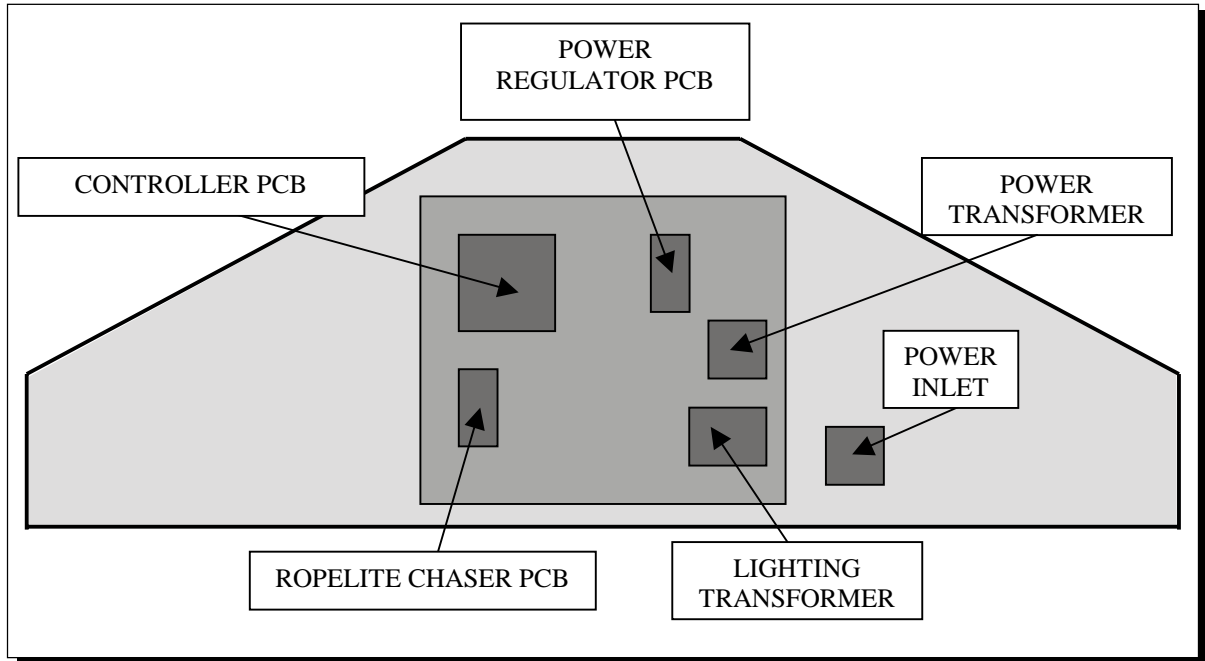 POWER
REGULATOR PCB
CONTROLLER PCB
POWER
TRANSFORMER
POWER
INLET
ROPELITE CHASER PCB
LIGHTING
TRANSFORMER